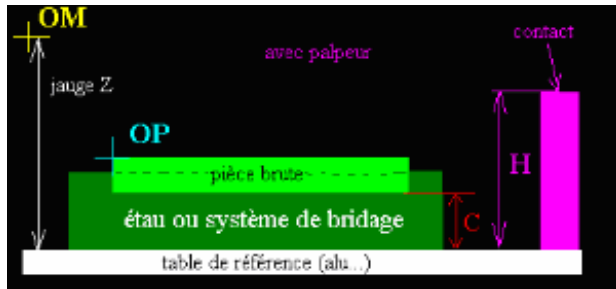 OM
contact
avec palpeur
jauge Z
OP
H
pièce brute
étau ou système de bridage
C
table de référence (alu...)